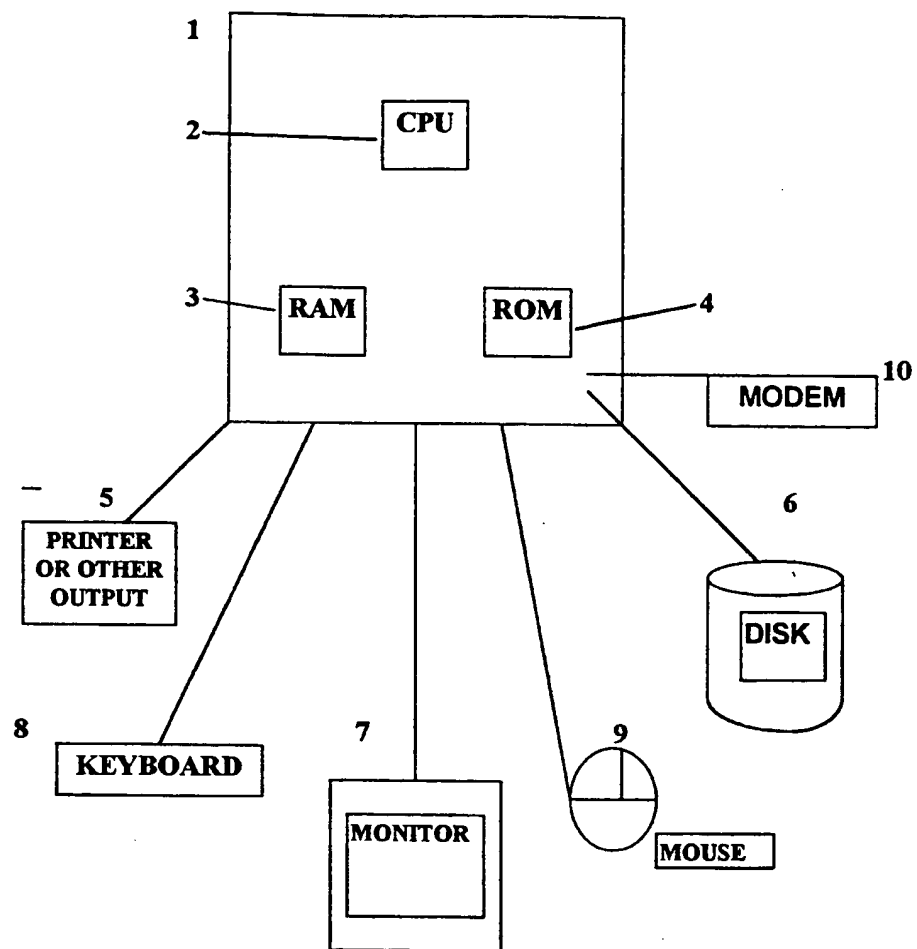 1
CPU
2
3
RAM
ROM
4
10
MODEM
5
6
PRINTER
OR OTHER
OUTPUT
DISK
8
7
9
KEYBOARD
MONITOR
MOUSE